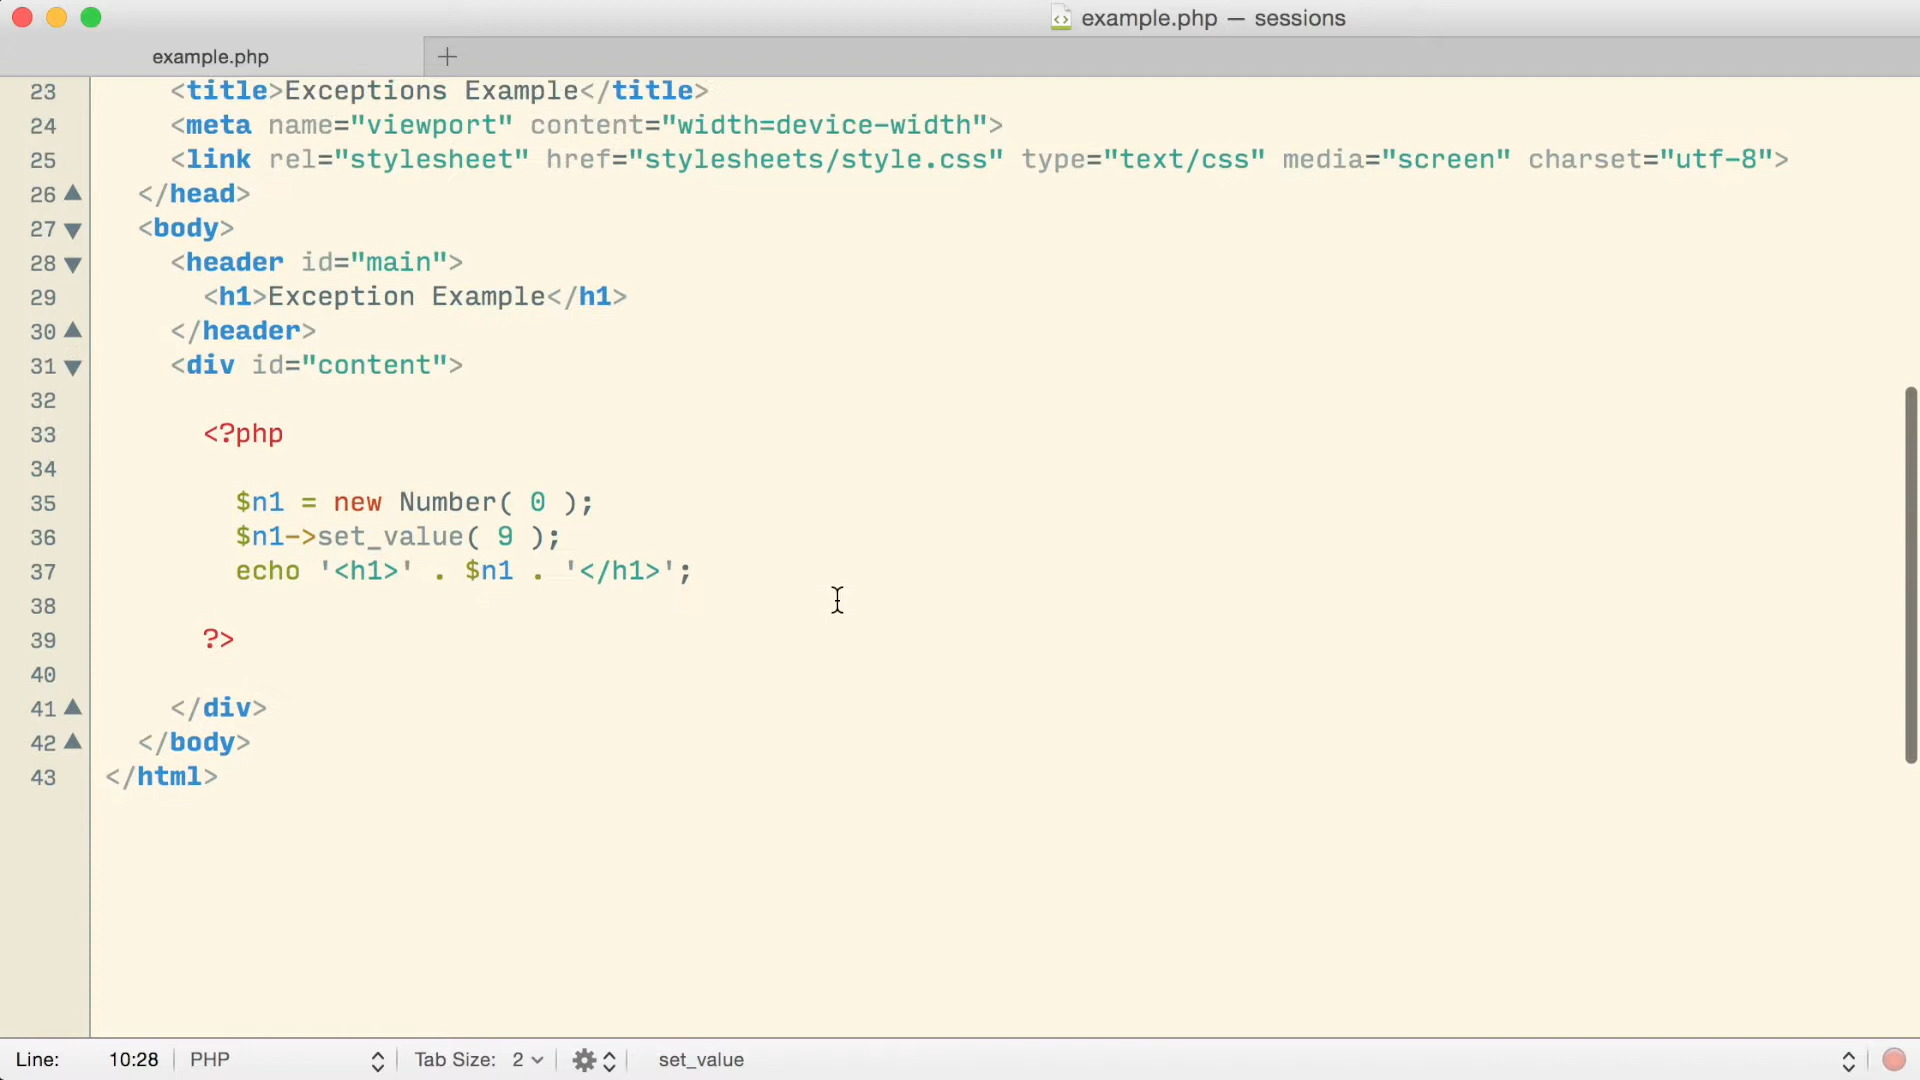 example.php — sessions
example.php
23 <title>Exceptions Example</title>
24 <meta name="viewport" content="width=device-width">
25 <link rel="stylesheet" href="stylesheets/style.css" type="text/css" media="screen" charset="utf-8">
26 </head>
27 <body>
28 <header id="main">
29 <h1>Exception Example</h1>
30 </header>
31 <div id="content">
32
33 <?php
34
35 $n1 = new Number( 0 );
36 $n1->set_value( 9 );
37 echo '<h1>' . $n1 . '</h1>';
38
39 ?>
40
41 </div>
42 </body>
43 </html>
Line: 10:28 PHP Tab Size: 2 set_value